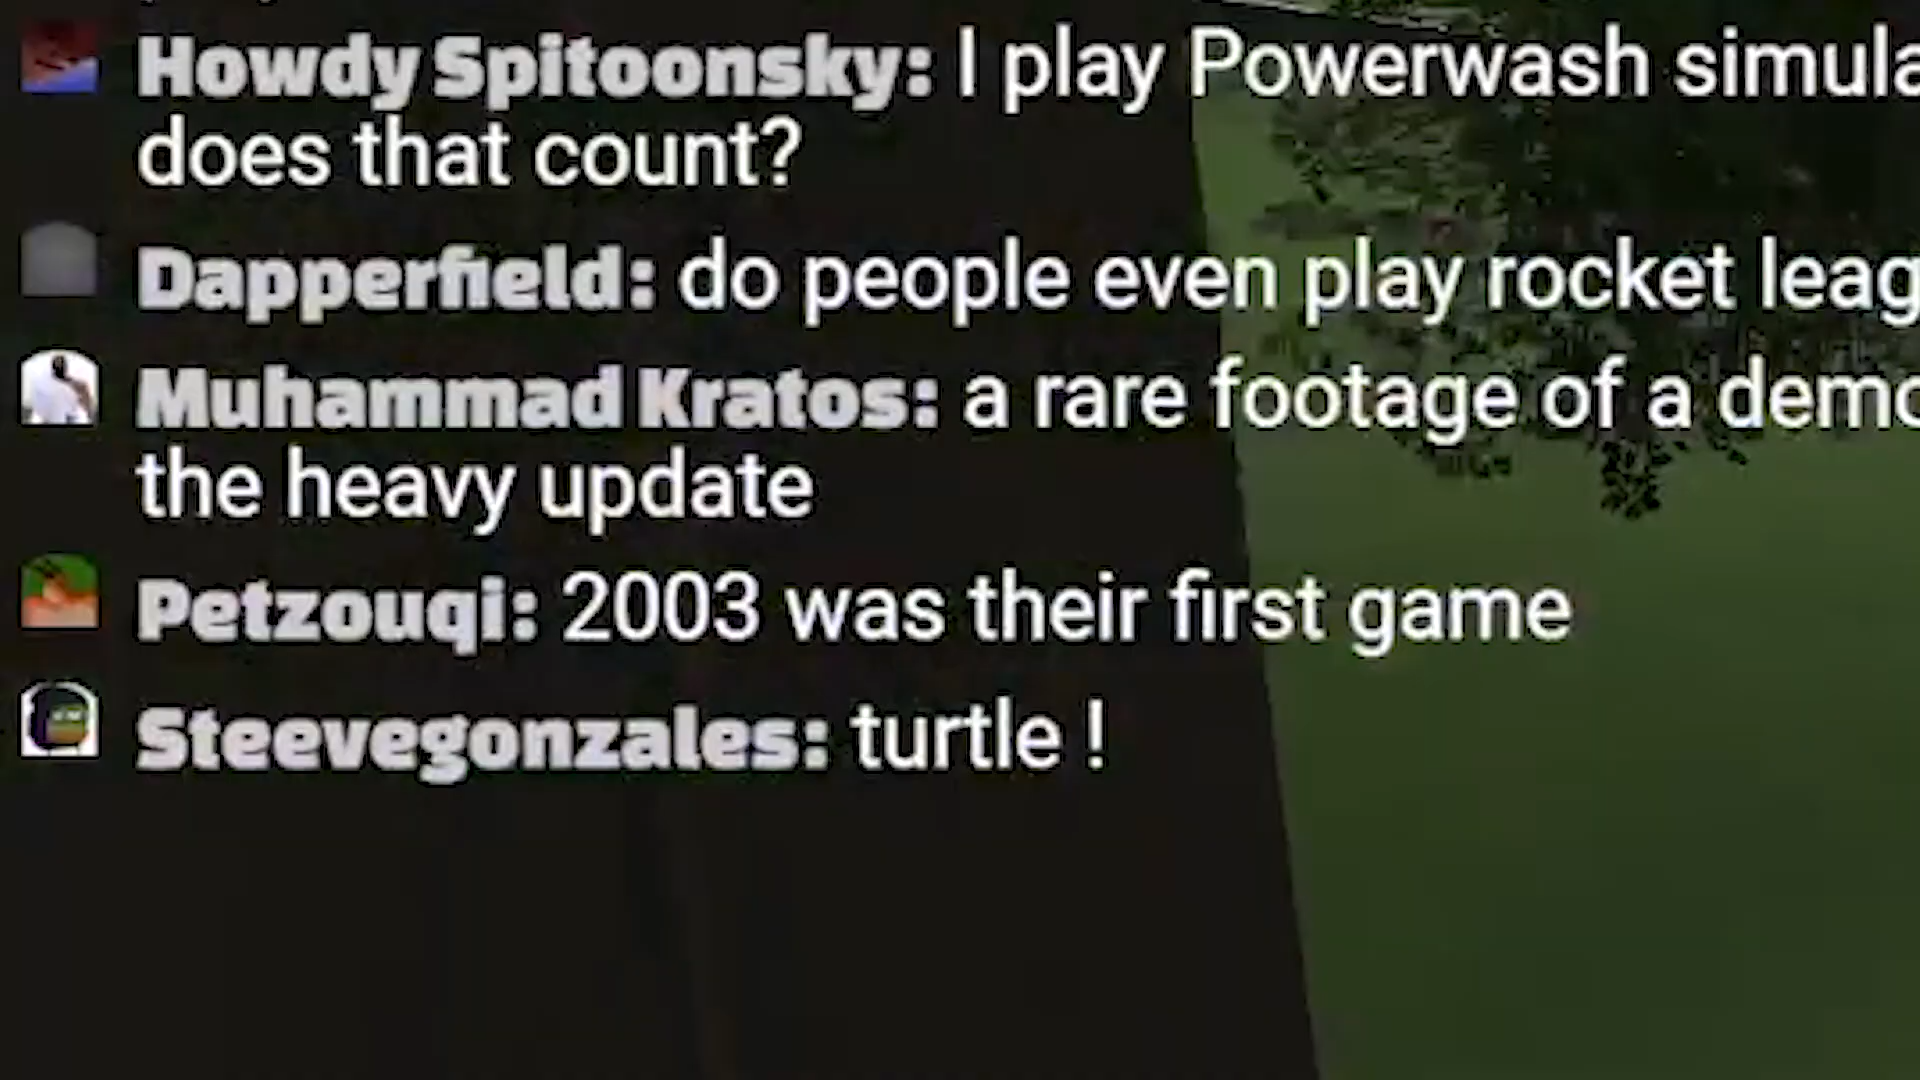 Howdy Spitoonsky: I play Powerwash simula
does that count?
Dapperfield: do people even play rocket leag
Muhammad Kratos: a rare footage of a demo
the heavy update
Petzouqi: 2003 was their first game
Steevegonzales: turtle !